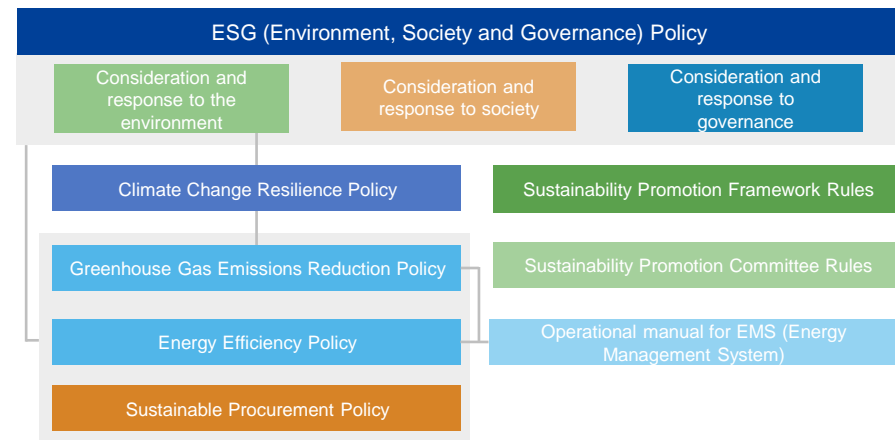 ESG (Environment, Society and Governance) Policy
Consideration and
response to the
environment
Consideration and
response to society
Consideration and
response to
governance
Climate Change Resilience Policy
Sustainability Promotion Framework Rules
Greenhouse Gas Emissions Reduction Policy
Sustainability Promotion Committee Rules
Energy Efficiency Policy
Operational manual for EMS (Energy
Management System)
Sustainable Procurement Policy